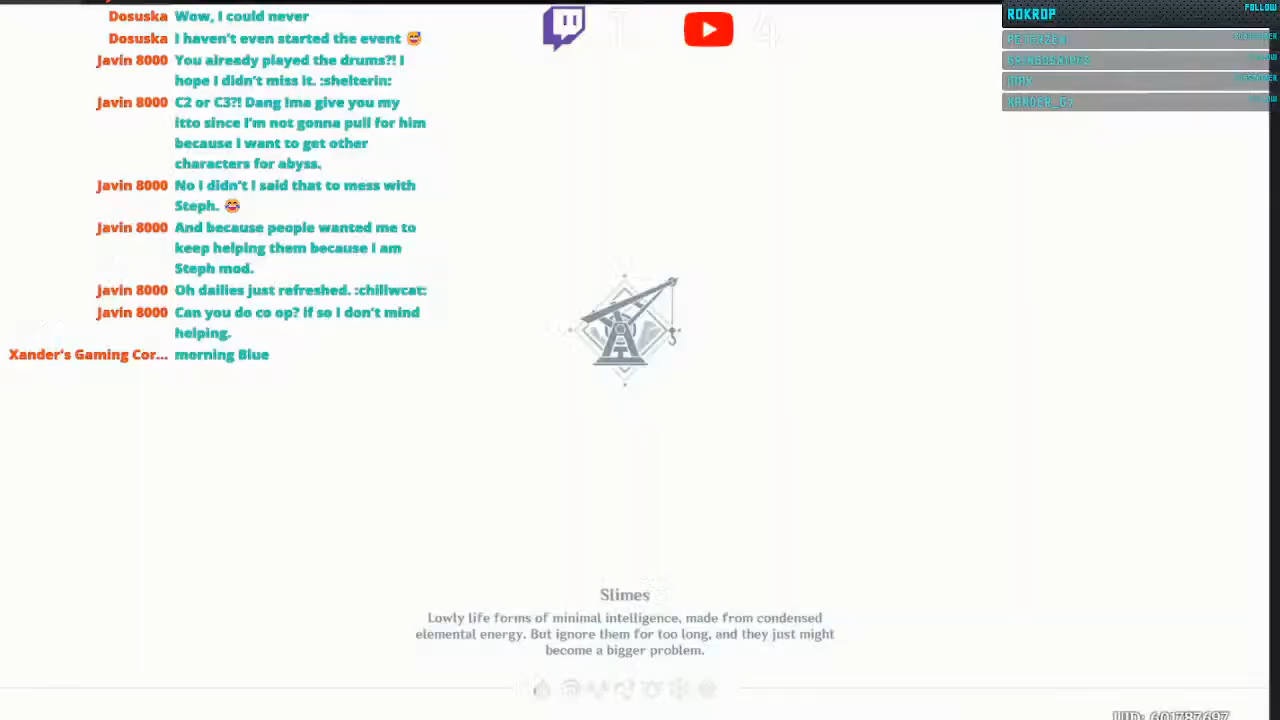 Dosuska Wow, I could never
Dosuska I haven't even started the event 😅
Javin 8000 You already played the drums?! I
hope I didn't miss it. :shelterin:
Javin 8000 C2 or C3?! Dang Ima give you my
itto since I'm not gonna pull for him
because I want to get other
characters for abyss.
Javin 8000 No I didn't I said that to mess with
Steph. 😂
Javin 8000 And because people wanted me to
keep helping them because I am
Steph mod.
Javin 8000 Oh dailies just refreshed. :chillwcat:
Javin 8000 Can you do co op? If so I don't mind
helping.
Xander's Gaming Cor... morning Blue
1
4
ROKROP FOLLOW
XANDER_GS
Slimes
Lowly life forms of minimal intelligence, made from condensed
elemental energy. But ignore them for too long, and they just might
become a bigger problem.
UID: 601787697